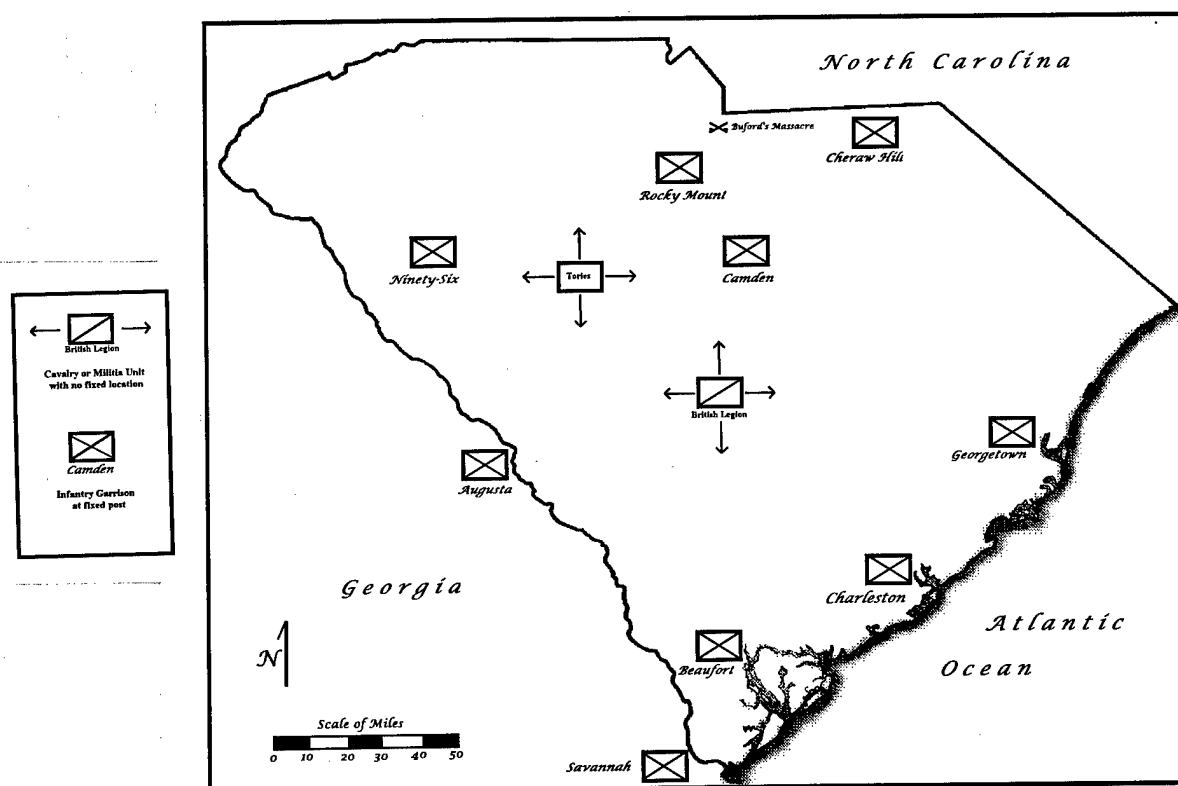 North Carolina
Buford's Massacre
Cheraw Hill
Rocky Mount
Ninety-Six
Tories
Camden
British Legion
Cavalry or Militia Unit
with no fixed location
Camden
Infantry Garrison
at fixed post
British Legion
Georgetown
Augusta
Georgia
Charleston
Atlantic
Ocean
N
Beaufort
Scale of Miles
0 10 20 30 40 50
Savannah